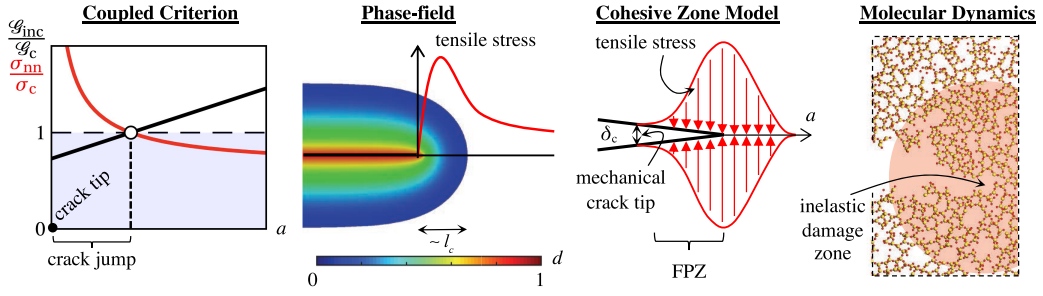 Coupled Criterion
𝒢inc
𝒢c
σnn
σc
1
0
crack tip
a
crack jump
Phase-field
tensile stress
~ lc
0
1
d
Cohesive Zone Model
tensile stress
δc
a
mechanical
crack tip
FPZ
Molecular Dynamics
inelastic
damage
zone